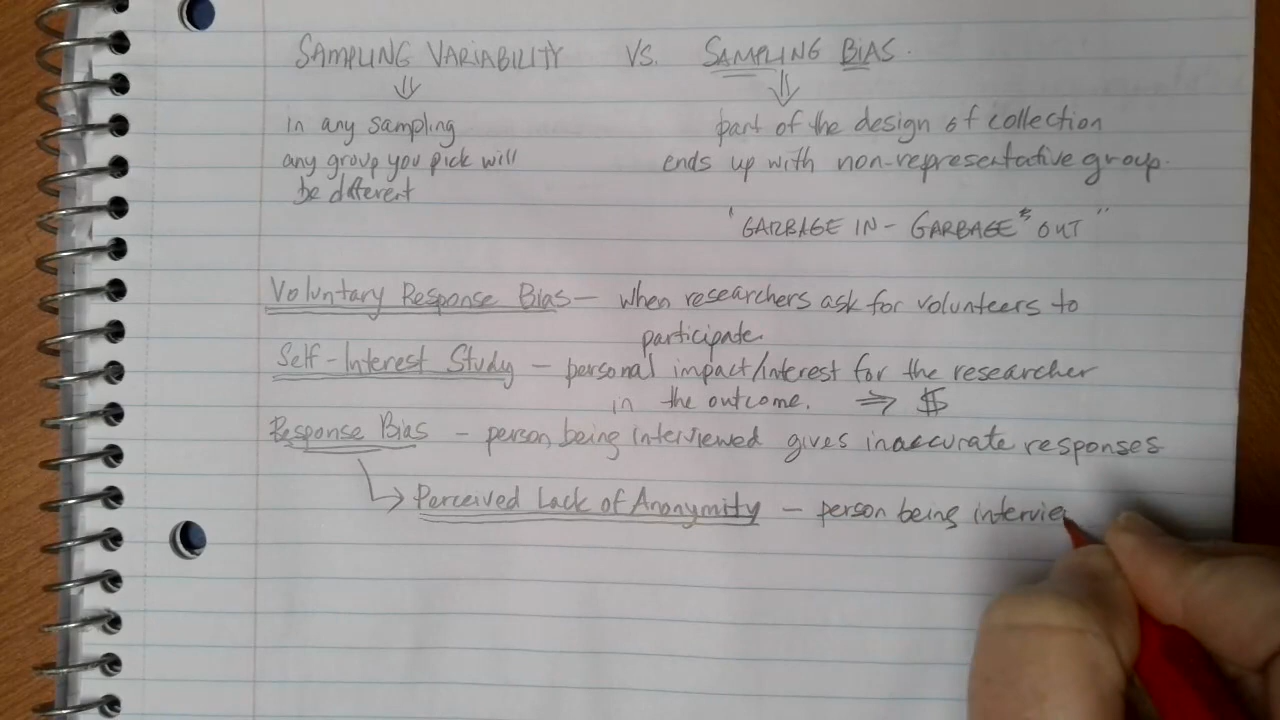 SAMPLING VARIABILITY VS. SAMPLING BIAS.
in any sampling
any group you pick will
be different
part of the design of collection
ends up with non-representative group.
"GARBAGE IN - GARBAGE OUT"
Voluntary Response Bias - when researchers ask for volunteers to
participate.
Self-Interest Study - personal impact/interest for the researcher
in the outcome. ⇒ $
Response Bias - person being interviewed gives inaccurate responses
↳ Perceived Lack of Anonymity - person being intervie